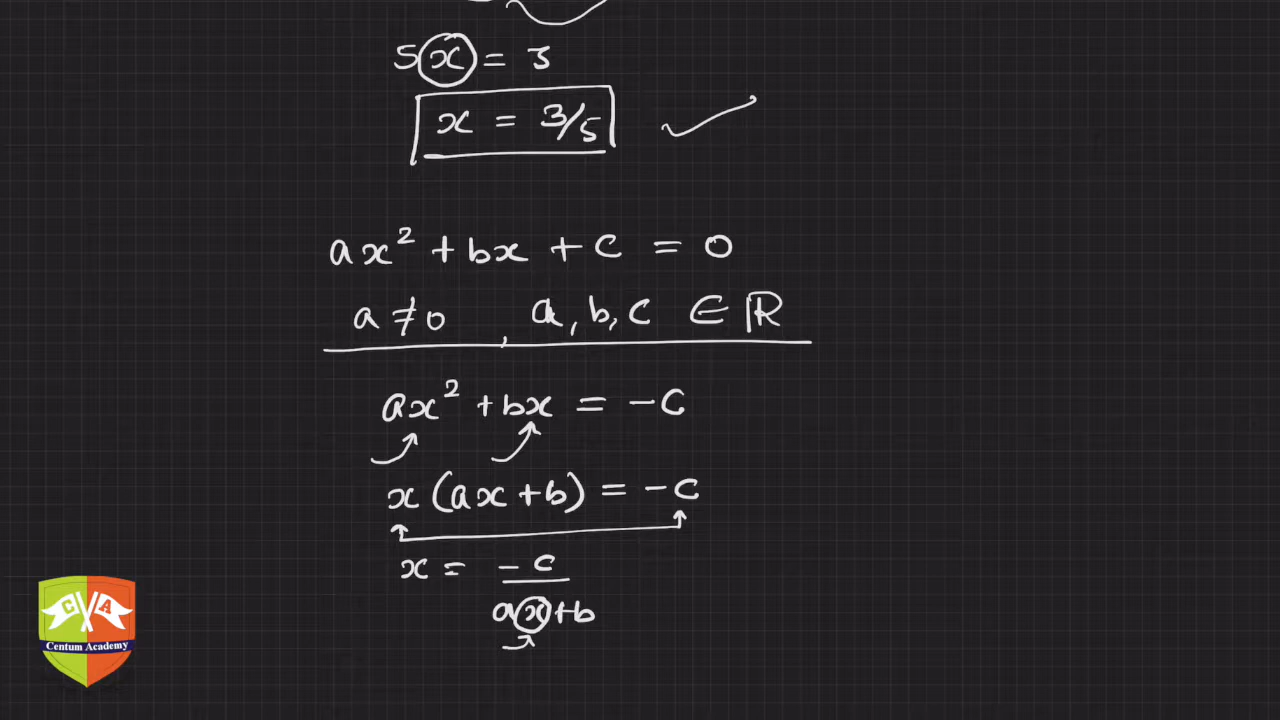 5x = 3
x = 3/5
ax² + bx + c = 0
a ≠ 0 , a, b, c ∈ ℝ
ax² + bx = -c
x(ax + b) = -c
x = -c
ax+b
C A
Centum Academy